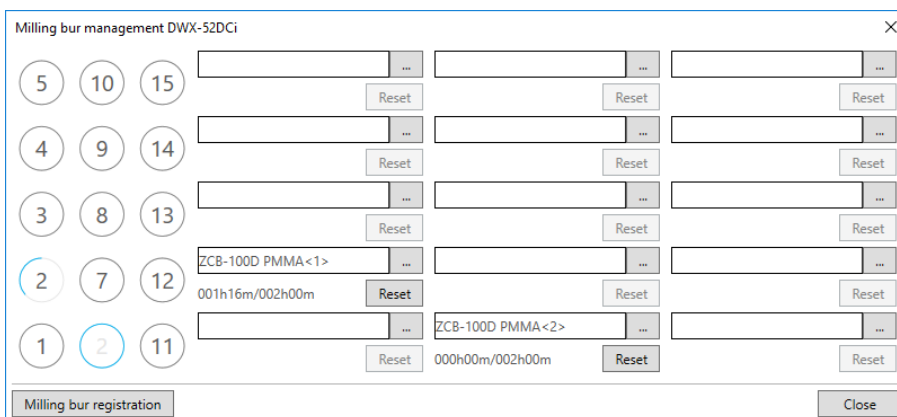 Milling bur management DWX-52DCi
5 10 15
... ... ...
Reset Reset Reset
4 9 14
... ... ...
Reset Reset Reset
3 8 13
... ... ...
Reset Reset Reset
2 7 12
ZCB-100D PMMA<1> ... ... ...
001h16m/002h00m Reset Reset Reset
1 2 11
... ZCB-100D PMMA<2> ... ...
Reset 000h00m/002h00m Reset Reset
Milling bur registration Close